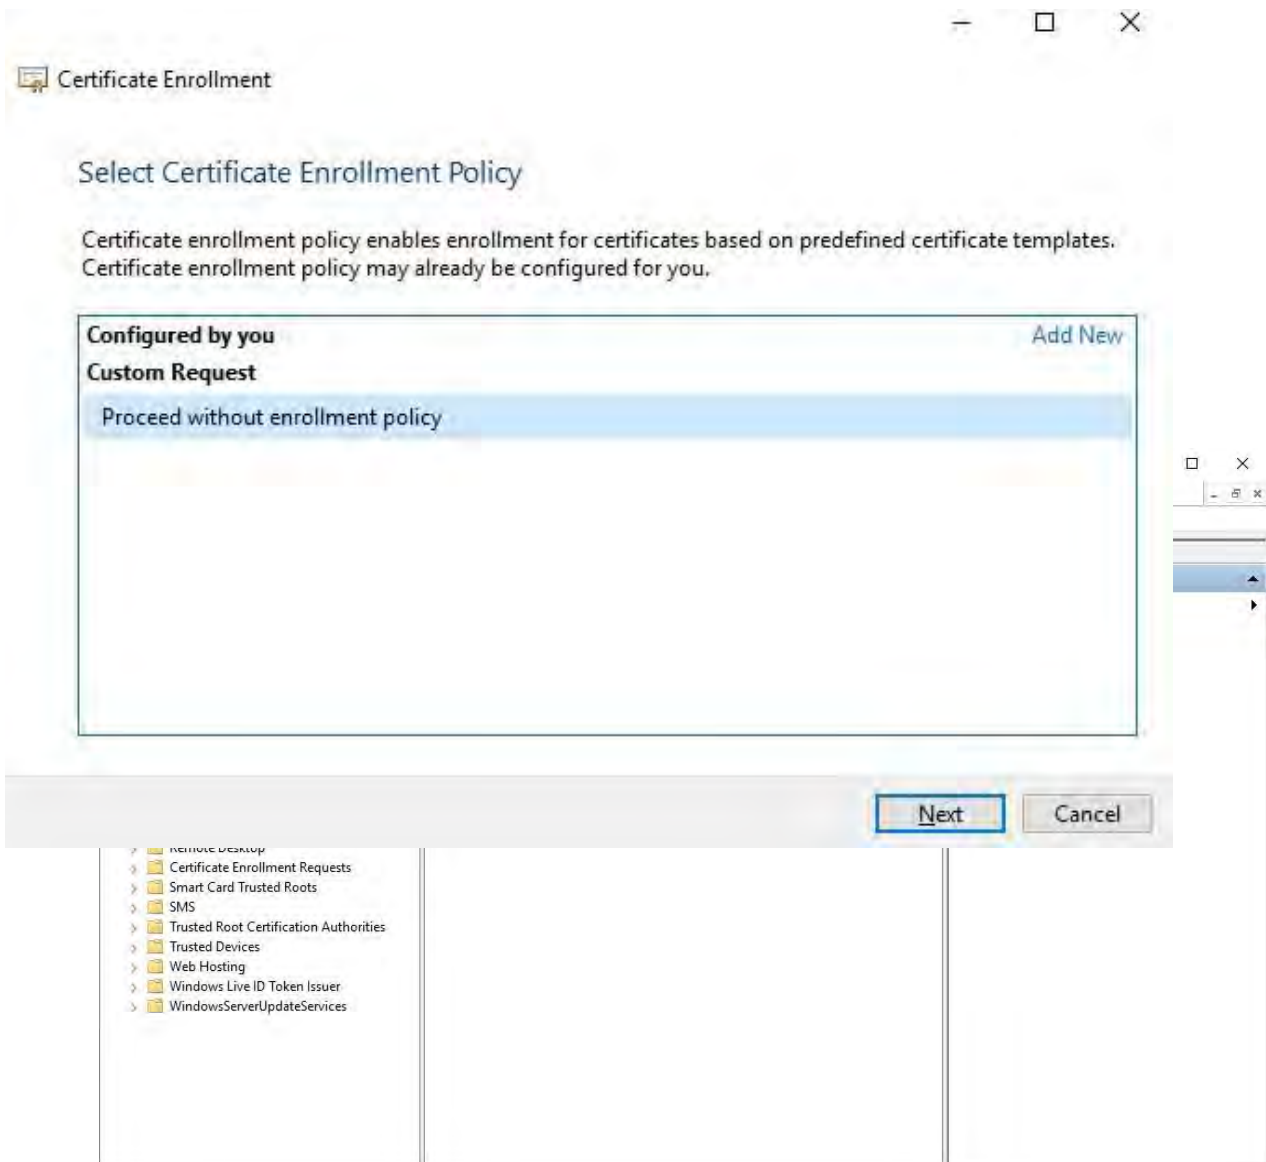 Certificate Enrollment
Select Certificate Enrollment Policy
Certificate enrollment policy enables enrollment for certificates based on predefined certificate templates.
Certificate enrollment policy may already be configured for you.
Configured by you Add New
Custom Request
Proceed without enrollment policy
Next Cancel
Remote Desktop
Certificate Enrollment Requests
Smart Card Trusted Roots
SMS
Trusted Root Certification Authorities
Trusted Devices
Web Hosting
Windows Live ID Token Issuer
WindowsServerUpdateServices